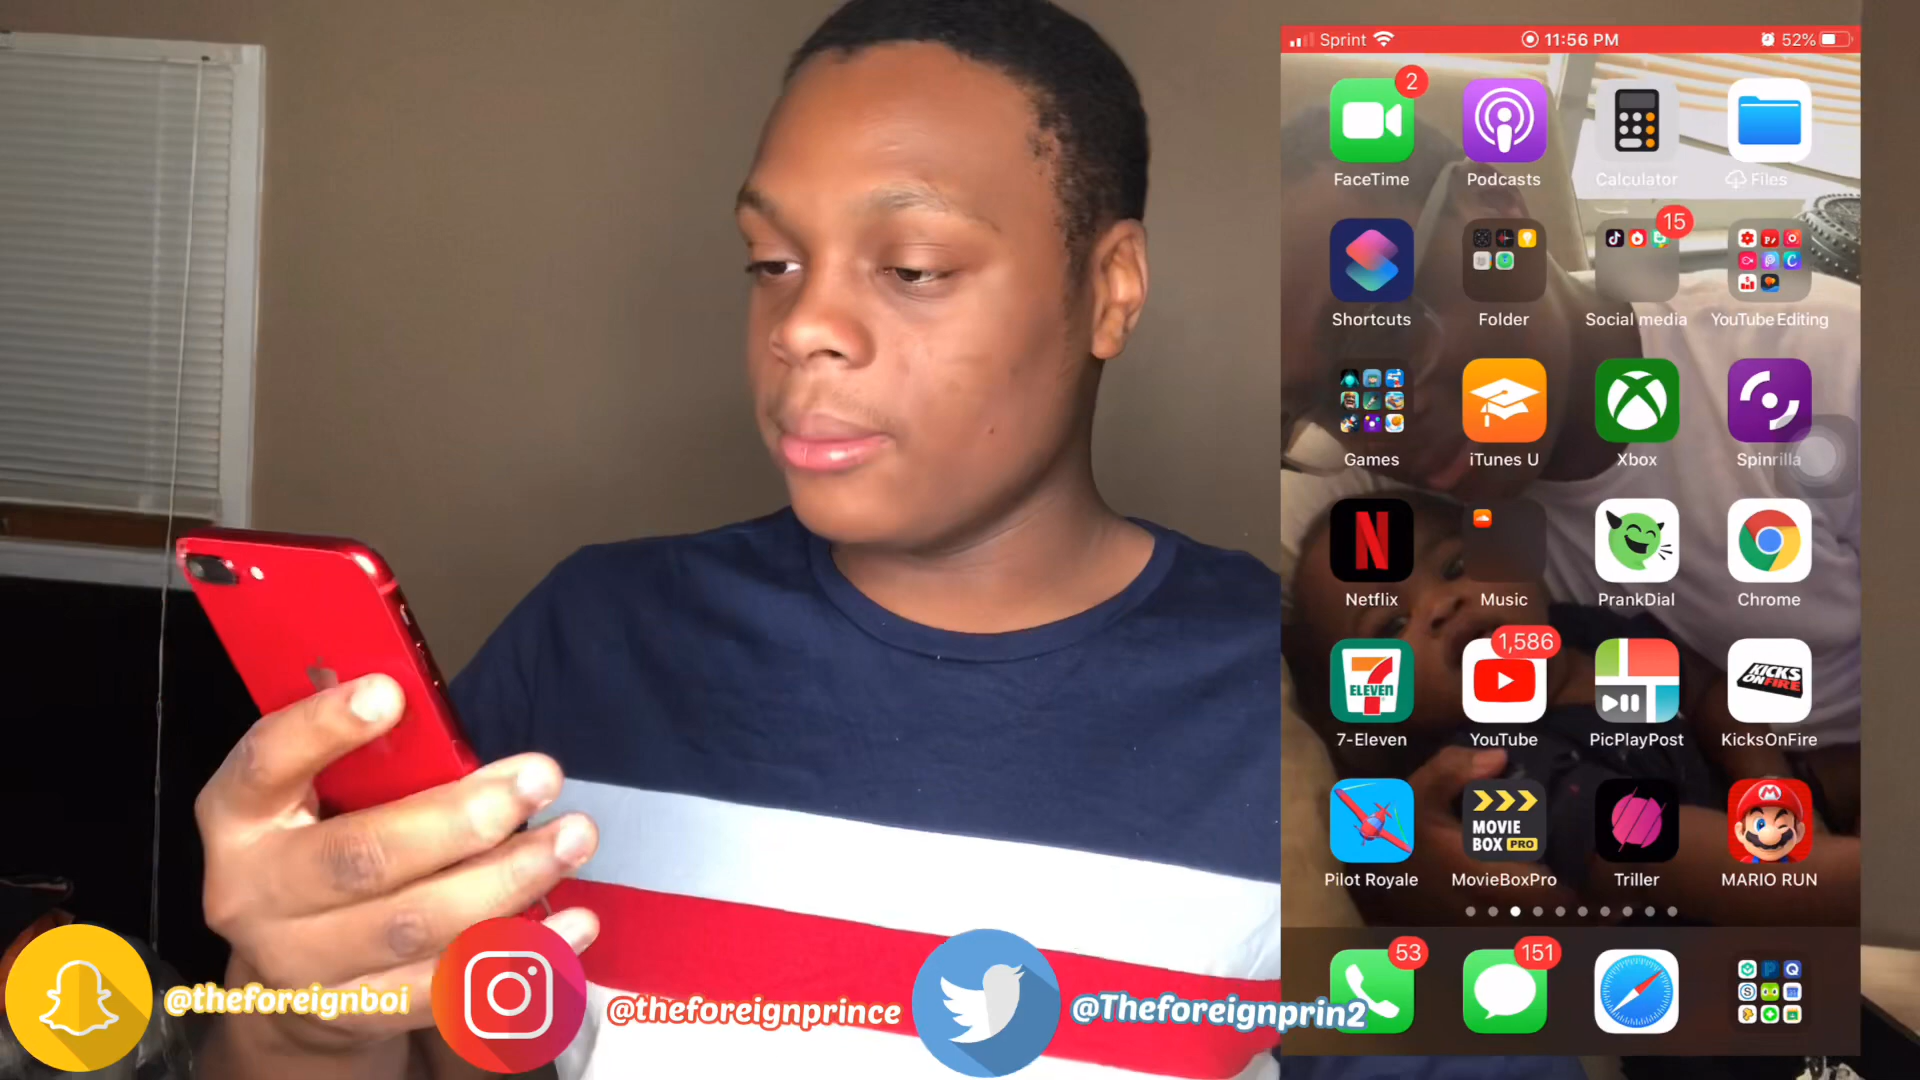 Sprint 11:56 PM 52%
2
FaceTime Podcasts Calculator Files
15
Shortcuts Folder Social media YouTube Editing
Games iTunes U Xbox Spinrilla
N
Netflix Music PrankDial Chrome
1,586
7 ELEVEN
KICKS ON FIRE
7-Eleven YouTube PicPlayPost KicksOnFire
MOVIE BOX PRO
M
Pilot Royale MovieBoxPro Triller MARIO RUN
53 151
@theforeignboi @theforeignprince @Theforeignprin2